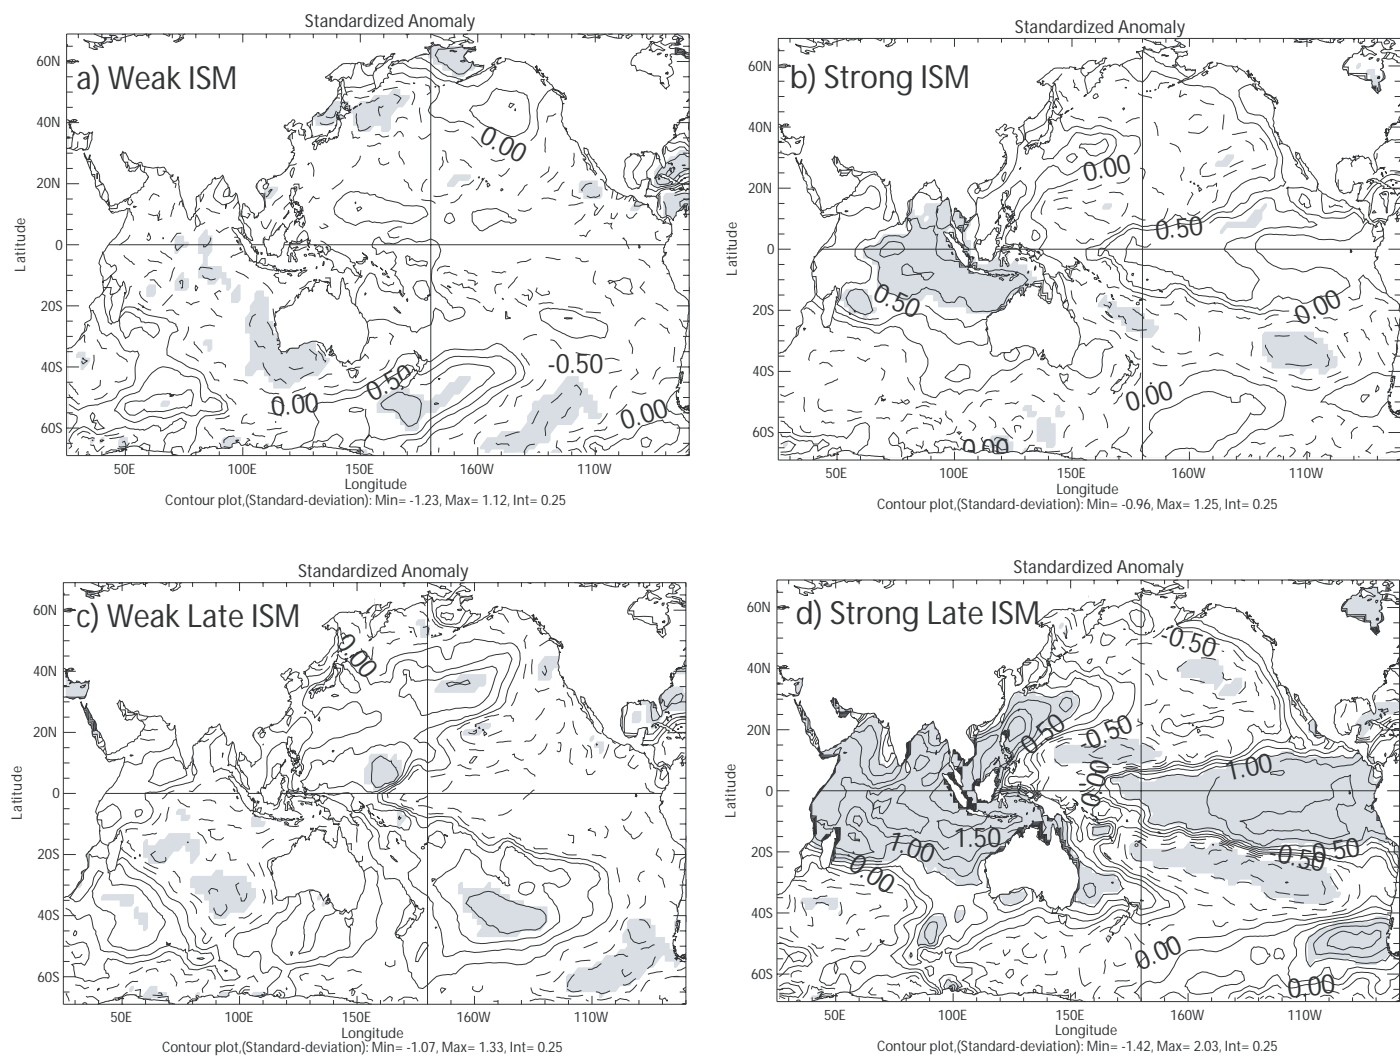 Standardized Anomaly
a) Weak ISM
60N
40N
20N
0
20S
40S
60S
Latitude
0.00
0.50
-0.50
0.00
0.00
50E 100E 150E 160W 110W
Longitude
Contour plot,(Standard-deviation): Min= -1.23, Max= 1.12, Int= 0.25
Standardized Anomaly
b) Strong ISM
60N
40N
20N
0
20S
40S
60S
Latitude
0.00
0.50
0.50
0.00
0.00
0.00
50E 100E 150E 160W 110W
Longitude
Contour plot,(Standard-deviation): Min= -0.96, Max= 1.25, Int= 0.25
Standardized Anomaly
c) Weak Late ISM
60N
40N
20N
0
20S
40S
60S
Latitude
0.00
50E 100E 150E 160W 110W
Longitude
Contour plot,(Standard-deviation): Min= -1.07, Max= 1.33, Int= 0.25
Standardized Anomaly
d) Strong Late ISM
60N
40N
20N
0
20S
40S
60S
Latitude
-0.50
0.50
-0.50
0.00
1.00
1.00
1.50
0.50
0.50
0.00
0.00
0.00
50E 100E 150E 160W 110W
Longitude
Contour plot,(Standard-deviation): Min= -1.42, Max= 2.03, Int= 0.25